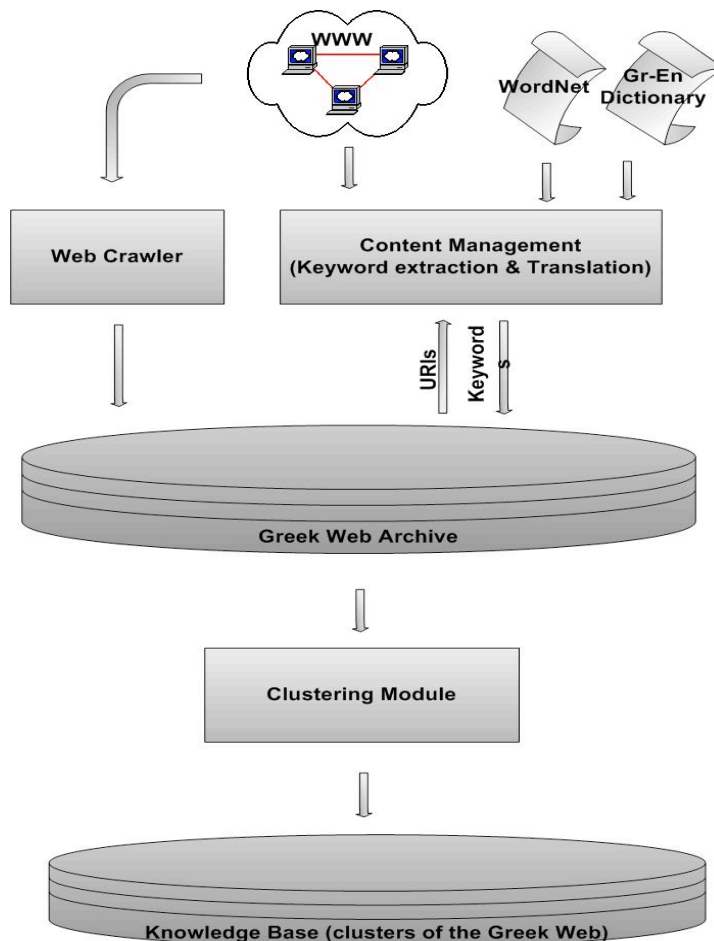 WWW
WordNet
Gr-En
Dictionary
Web Crawler
Content Management
(Keyword extraction & Translation)
URIs
Keyword
s
Greek Web Archive
Clustering Module
Knowledge Base (clusters of the Greek Web)